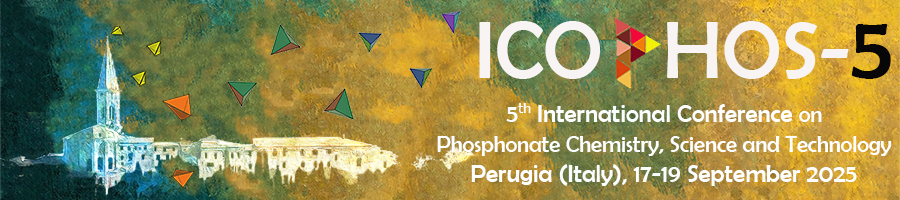 ICOPHOS-5
5th International Conference on
Phosphonate Chemistry, Science and Technology
Perugia (Italy), 17-19 September 2025